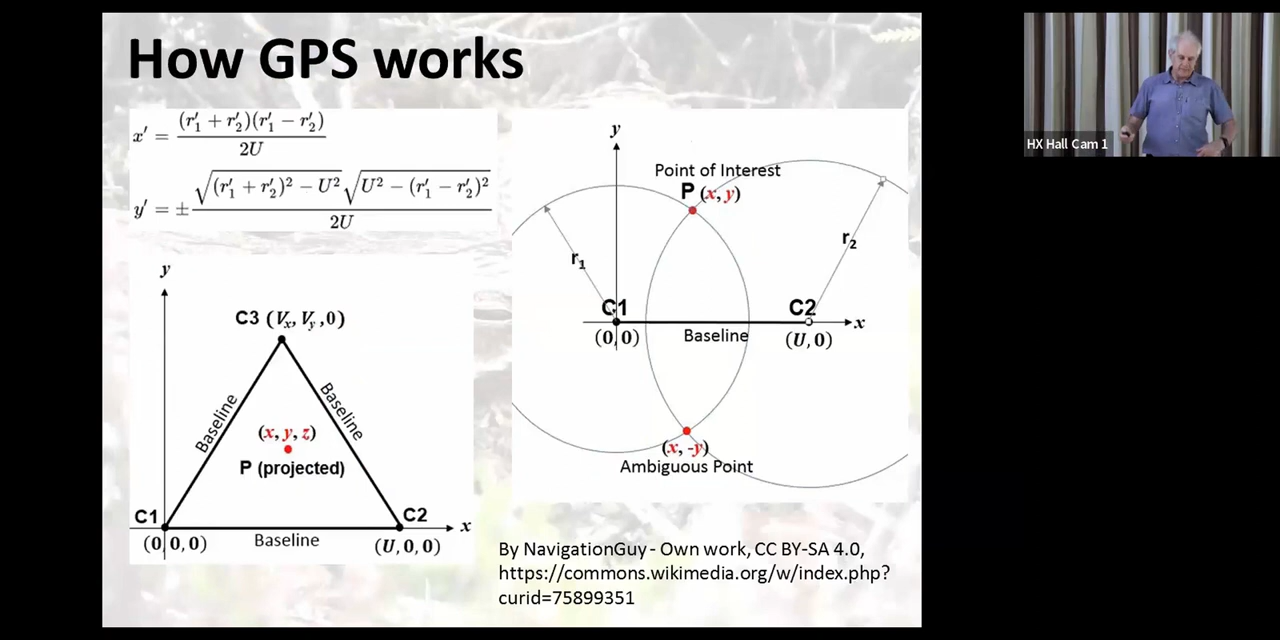 How GPS works
x′ = (r′₁ + r′₂)(r′₁ − r′₂) / 2U
y′ = ± √((r′₁ + r′₂)² − U²) √(U² − (r′₁ − r′₂)²) / 2U
y
C3 (Vₓ, Vᵧ ,0)
Baseline
Baseline
(x, y, z)
P (projected)
C1
C2
x
(0, 0, 0)
Baseline
(U, 0, 0)
y
Point of Interest
P (x, y)
r₁
r₂
C1
C2
x
(0, 0)
Baseline
(U, 0)
(x, -y)
Ambiguous Point
By NavigationGuy - Own work, CC BY-SA 4.0,
https://commons.wikimedia.org/w/index.php?
curid=75899351
HX Hall Cam 1